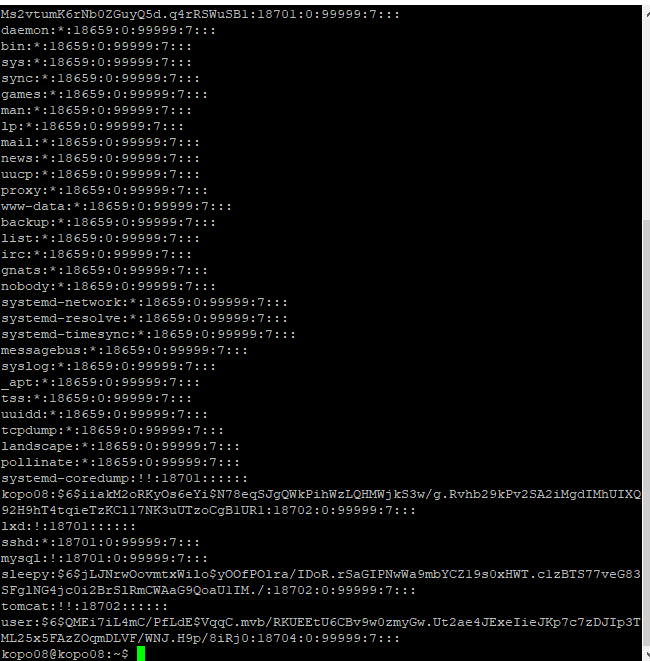 Ms2vtumK6rNb0ZGuyQ5d.q4rRSWuSB1:18701:0:99999:7:::
daemon:*:18659:0:99999:7:::
bin:*:18659:0:99999:7:::
sys:*:18659:0:99999:7:::
sync:*:18659:0:99999:7:::
games:*:18659:0:99999:7:::
man:*:18659:0:99999:7:::
lp:*:18659:0:99999:7:::
mail:*:18659:0:99999:7:::
news:*:18659:0:99999:7:::
uucp:*:18659:0:99999:7:::
proxy:*:18659:0:99999:7:::
www-data:*:18659:0:99999:7:::
backup:*:18659:0:99999:7:::
list:*:18659:0:99999:7:::
irc:*:18659:0:99999:7:::
gnats:*:18659:0:99999:7:::
nobody:*:18659:0:99999:7:::
systemd-network:*:18659:0:99999:7:::
systemd-resolve:*:18659:0:99999:7:::
systemd-timesync:*:18659:0:99999:7:::
messagebus:*:18659:0:99999:7:::
syslog:*:18659:0:99999:7:::
_apt:*:18659:0:99999:7:::
tss:*:18659:0:99999:7:::
uuidd:*:18659:0:99999:7:::
tcpdump:*:18659:0:99999:7:::
landscape:*:18659:0:99999:7:::
pollinate:*:18659:0:99999:7:::
systemd-coredump:!!:18701::::::
kopo08:$6$iiakM2oRKyOs6eYi$N78eqSJgQWkPihWzLQHMWjkS3w/g.Rvhb29kPv2SA2iMgdIMhUIXQ
92H9hT4tqieTzKC1l7NK3uUTzoCgB1UR1:18702:0:99999:7:::
lxd:!:18701::::::
sshd:*:18701:0:99999:7:::
mysql:!:18701:0:99999:7:::
sleepy:$6$jLJNrwOovmtxWilo$yOOfPOlra/IDoR.rSaGIPNwWa9mbYCZ19s0xHWT.c1zBTS77veG83
SFglNG4jc0i2BrSlRmCWAaG9QoaUlIM./:18702:0:99999:7:::
tomcat:!!:18702::::::
user:$6$QMEi7iL4mC/PfLdE$VqqC.mvb/RKUEEtU6CBv9w0zmyGw.Ut2ae4JExeIieJKp7c7zDJIp3T
ML25x5FAzZOqmDLVF/WNJ.H9p/8iRj0:18704:0:99999:7:::
kopo08@kopo08:~$